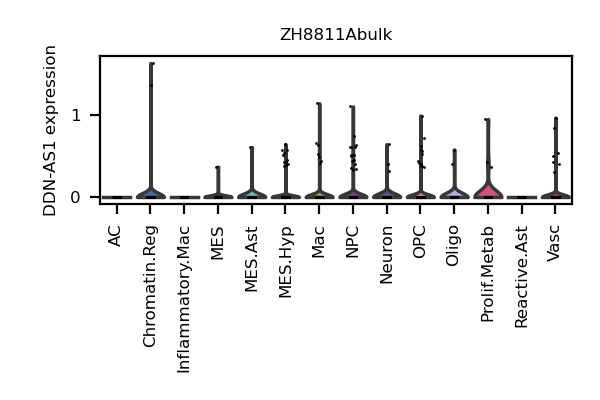 ZH8811Abulk
DDN-AS1 expression
1
0
AC
Chromatin.Reg
Inflammatory.Mac
MES
MES.Ast
MES.Hyp
Mac
NPC
Neuron
OPC
Oligo
Prolif.Metab
Reactive.Ast
Vasc